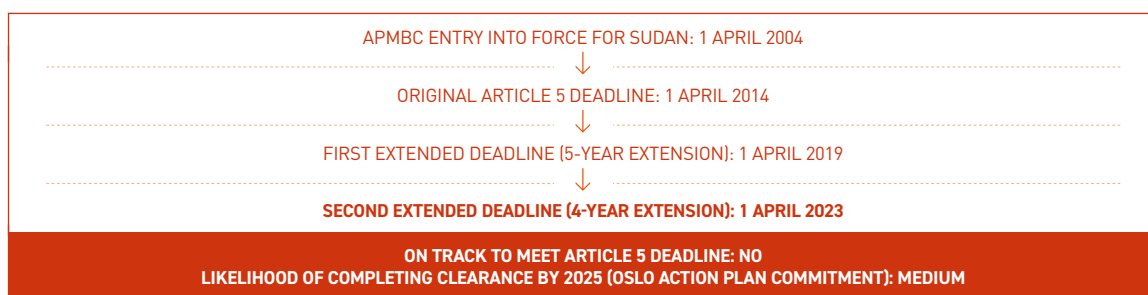 APMBC ENTRY INTO FORCE FOR SUDAN: 1 APRIL 2004
ORIGINAL ARTICLE 5 DEADLINE: 1 APRIL 2014
FIRST EXTENDED DEADLINE (5-YEAR EXTENSION): 1 APRIL 2019
SECOND EXTENDED DEADLINE (4-YEAR EXTENSION): 1 APRIL 2023
ON TRACK TO MEET ARTICLE 5 DEADLINE: NO
LIKELIHOOD OF COMPLETING CLEARANCE BY 2025 (OSLO ACTION PLAN COMMITMENT): MEDIUM